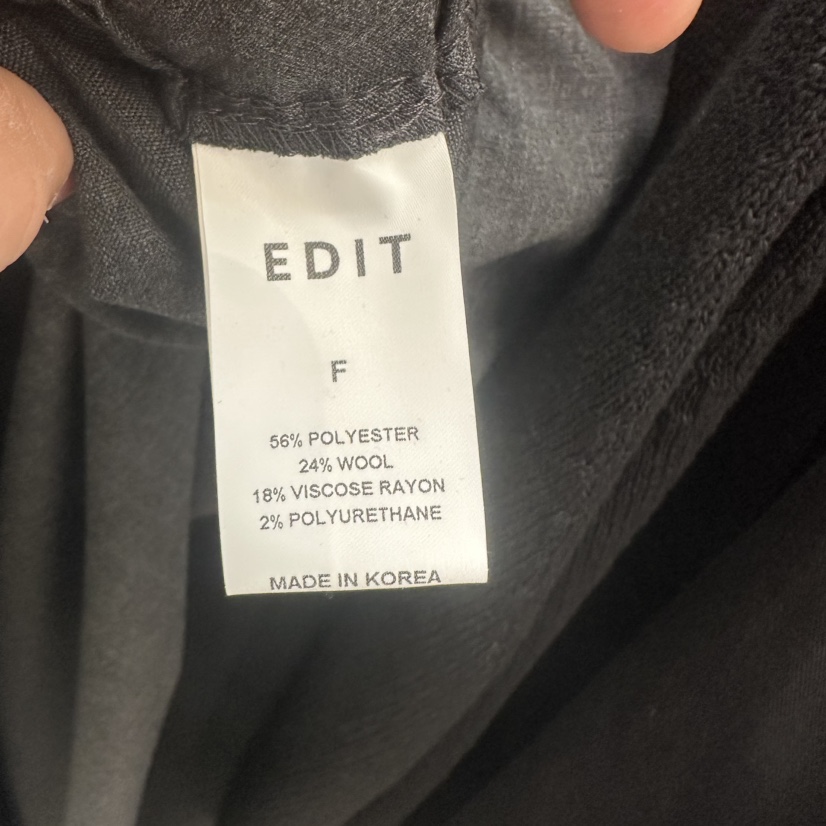 EDIT
F
56% POLYESTER
24% WOOL
18% VISCOSE RAYON
2% POLYURETHANE
MADE IN KOREA